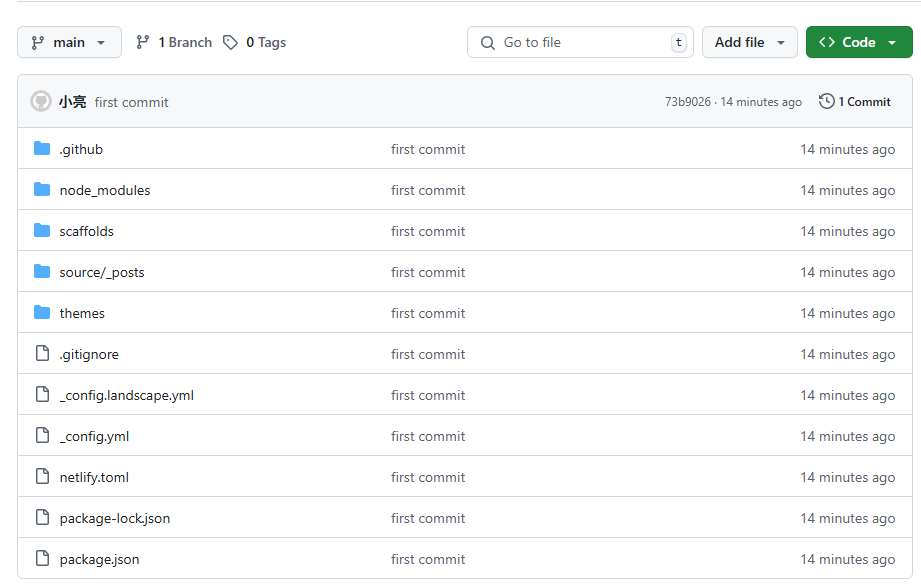 main 1 Branch 0 Tags Go to file t Add file Code
小亮 first commit 73b9026 · 14 minutes ago 1 Commit
.github first commit 14 minutes ago
node_modules first commit 14 minutes ago
scaffolds first commit 14 minutes ago
source/_posts first commit 14 minutes ago
themes first commit 14 minutes ago
.gitignore first commit 14 minutes ago
_config.landscape.yml first commit 14 minutes ago
_config.yml first commit 14 minutes ago
netlify.toml first commit 14 minutes ago
package-lock.json first commit 14 minutes ago
package.json first commit 14 minutes ago